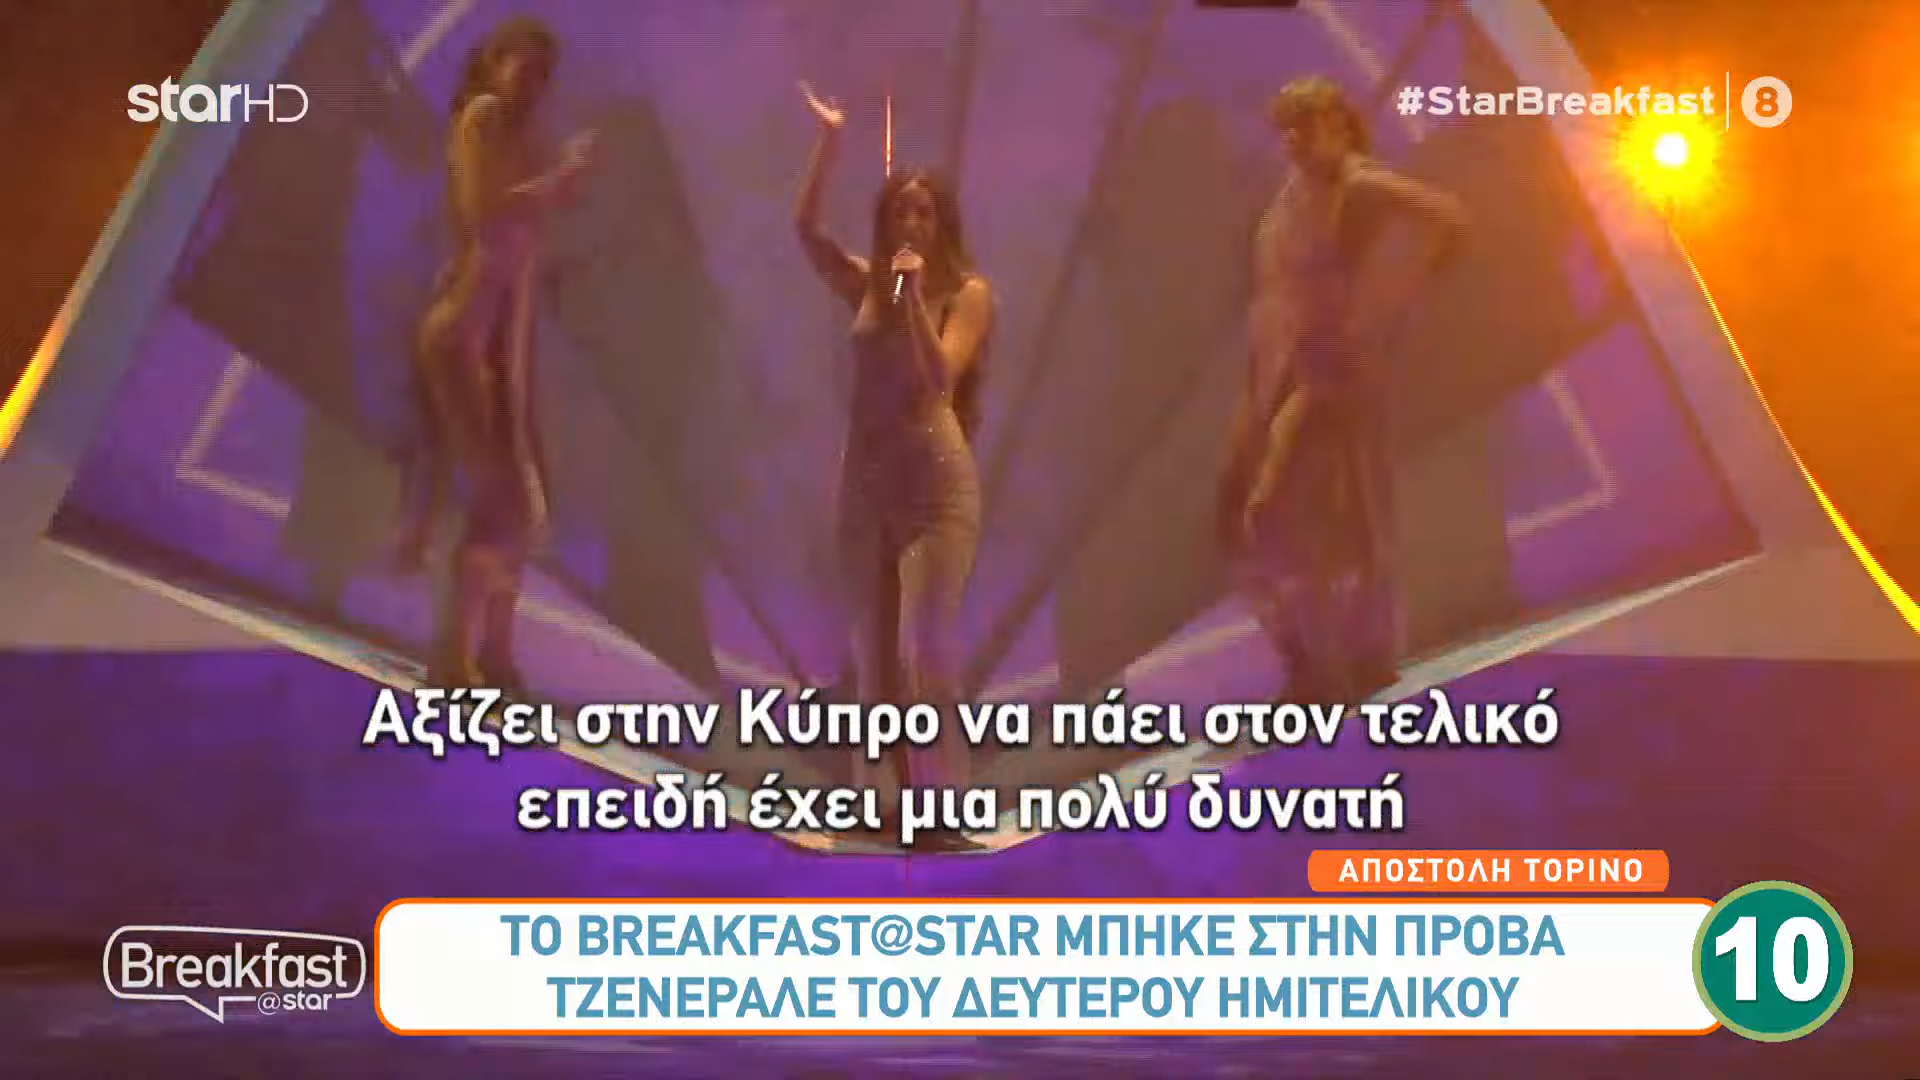 starHD
#StarBreakfast 8
Αξίζει στην Κύπρο να πάει στον τελικό
επειδή έχει μια πολύ δυνατή
ΑΠΟΣΤΟΛΗ ΤΟΡΙΝΟ
ΤΟ BREAKFAST@STAR ΜΠΗΚΕ ΣΤΗΝ ΠΡΟΒΑ
ΤΖΕΝΕΡΑΛΕ ΤΟΥ ΔΕΥΤΕΡΟΥ ΗΜΙΤΕΛΙΚΟΥ
10
Breakfast
@star